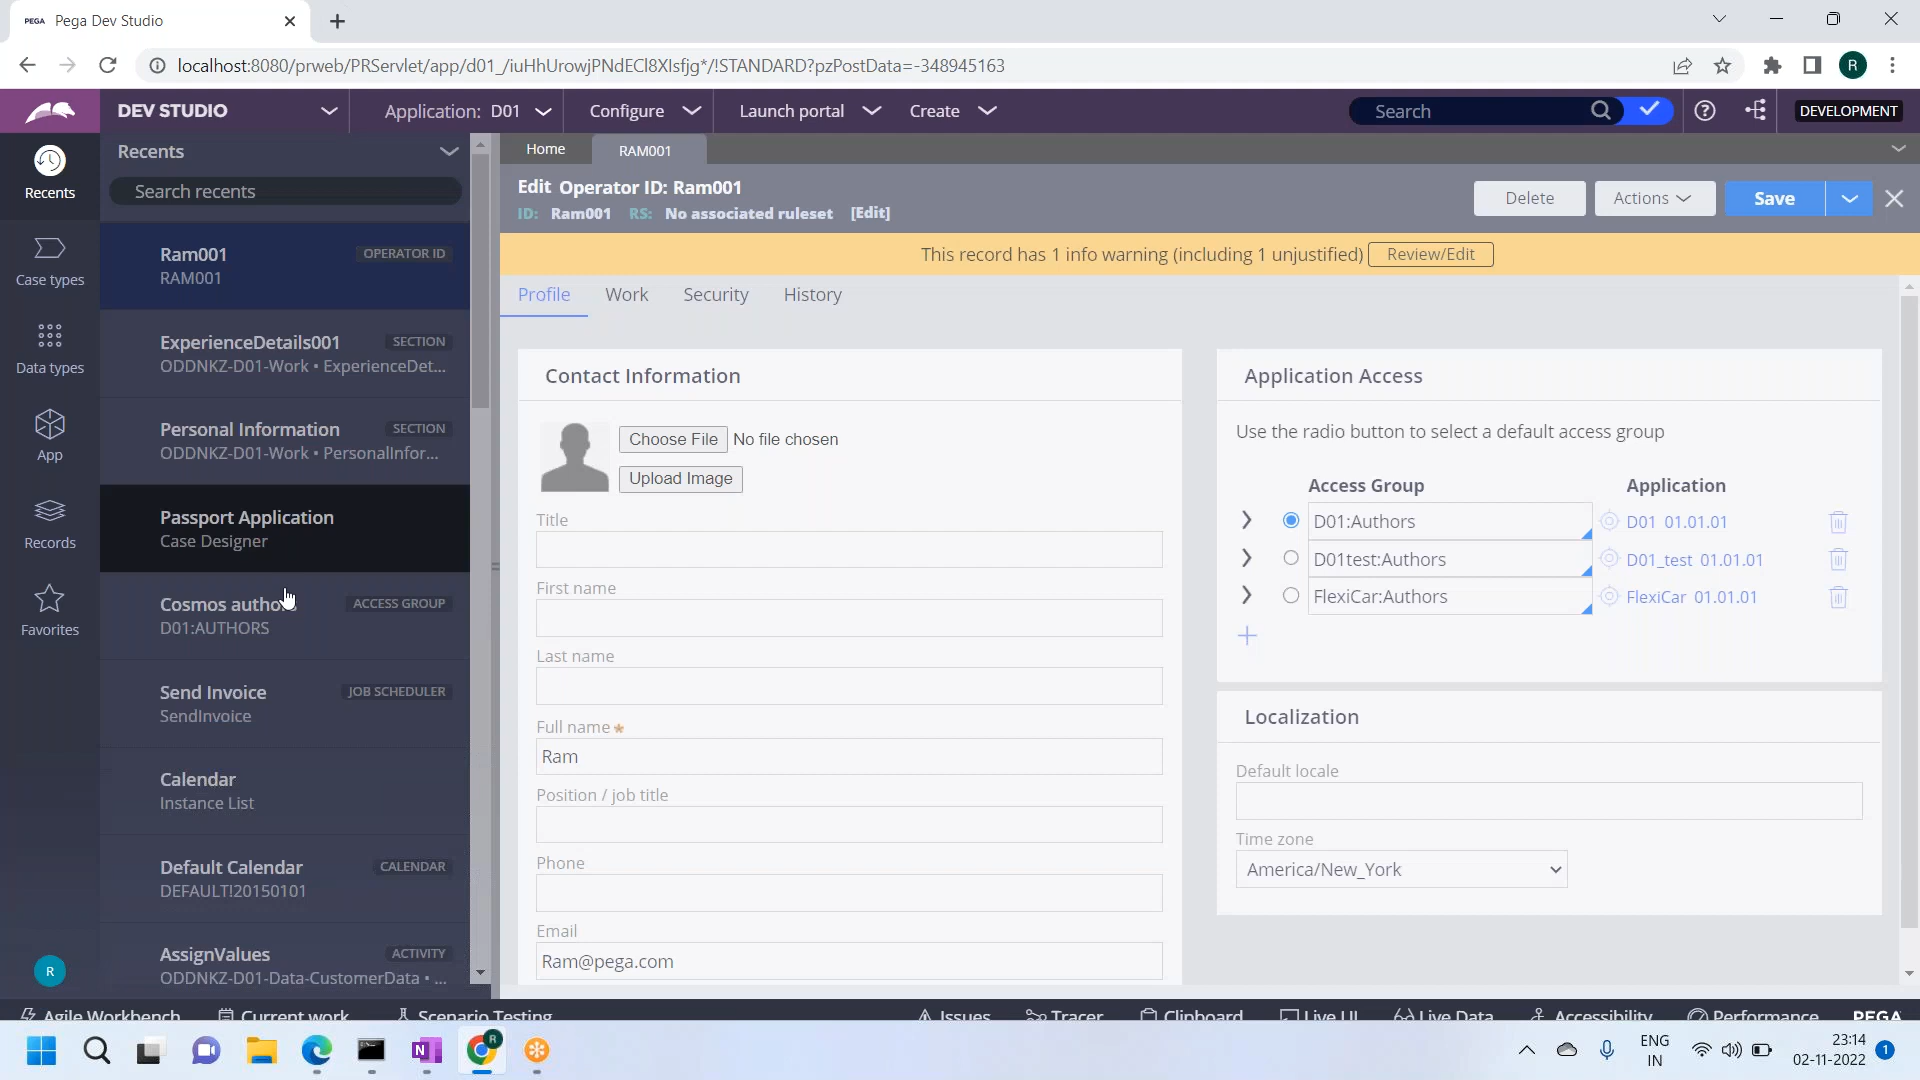 PEGA Pega Dev Studio
localhost:8080/prweb/PRServlet/app/d01_/iuHhUrowjPNdECl8XIsfjg*/!STANDARD?pzPostData=-348945163
R
DEV STUDIO
Application: D01
Configure
Launch portal
Create
Search
DEVELOPMENT
Recents
Case types
Data types
App
Records
Favorites
R
Recents
Search recents
Ram001 OPERATOR ID
RAM001
ExperienceDetails001 SECTION
ODDNKZ-D01-Work • ExperienceDet...
Personal Information SECTION
ODDNKZ-D01-Work • PersonalInfor...
Passport Application
Case Designer
Cosmos author ACCESS GROUP
D01:AUTHORS
Send Invoice JOB SCHEDULER
SendInvoice
Calendar
Instance List
Default Calendar CALENDAR
DEFAULT!20150101
AssignValues ACTIVITY
ODDNKZ-D01-Data-CustomerData • ...
Home RAM001
Edit Operator ID: Ram001
ID: Ram001 RS: No associated ruleset [Edit]
Delete Actions Save
This record has 1 info warning (including 1 unjustified) Review/Edit
Profile Work Security History
Contact Information
Choose File No file chosen
Upload Image
Title
First name
Last name
Full name *
Ram
Position / job title
Phone
Email
Ram@pega.com
Application Access
Use the radio button to select a default access group
Access Group Application
D01:Authors D01 01.01.01
D01test:Authors D01_test 01.01.01
FlexiCar:Authors FlexiCar 01.01.01
Localization
Default locale
Time zone
America/New_York
Agile Workbench Current work Scenario Testing Issues Tracer Clipboard Live UI Live Data Accessibility Performance PEGA
R
ENG
IN
23:14
02-11-2022
1